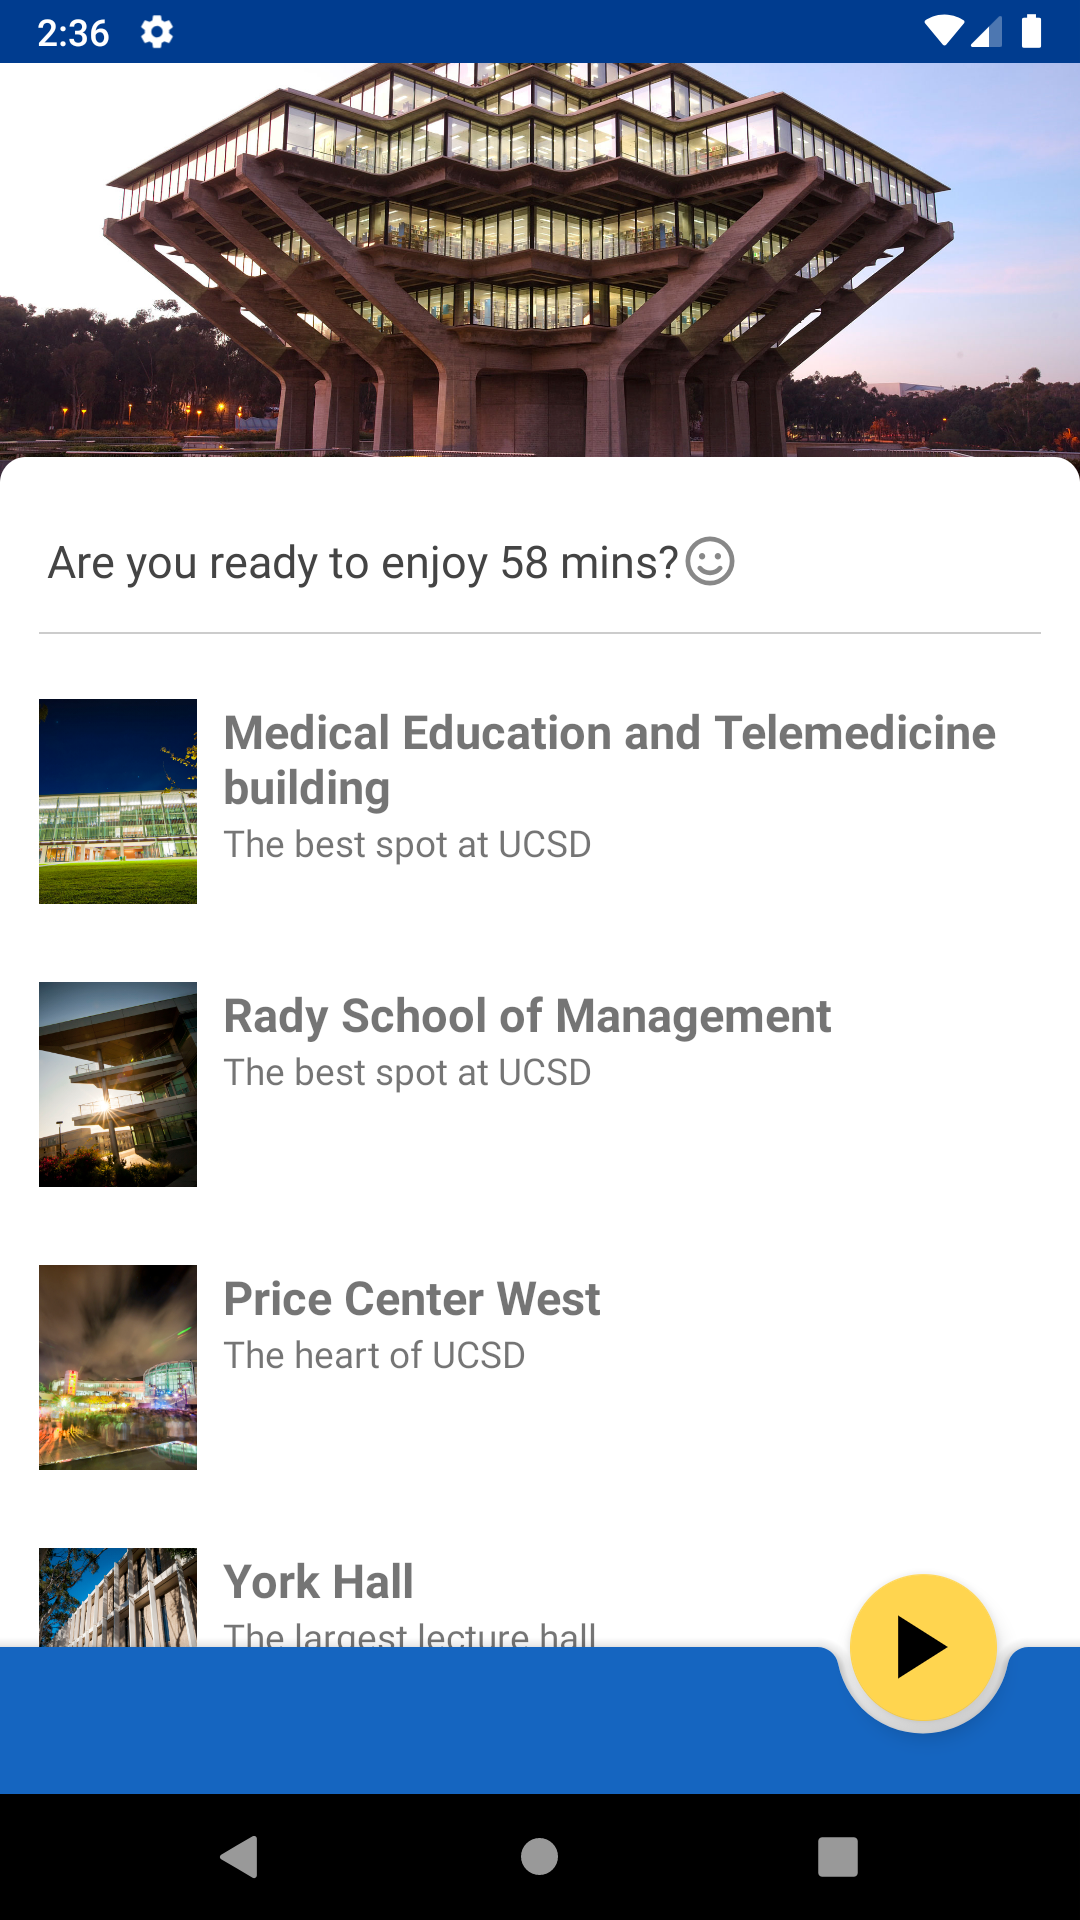 2:36
Are you ready to enjoy 58 mins?
Medical Education and Telemedicine
building
The best spot at UCSD
Rady School of Management
The best spot at UCSD
Price Center West
The heart of UCSD
York Hall
The largest lecture hall